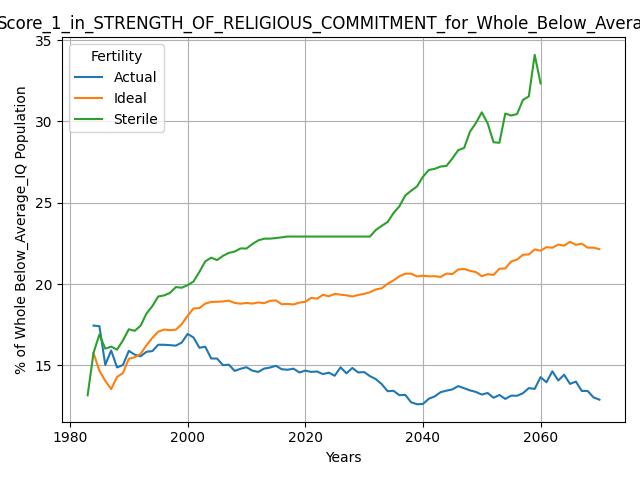 Score_1_in_STRENGTH_OF_RELIGIOUS_COMMITMENT_for_Whole_Below_Avera
% of Whole Below_Average_IQ Population
35
30
25
20
15
Fertility
Actual
Ideal
Sterile
1980
2000
2020
2040
2060
Years